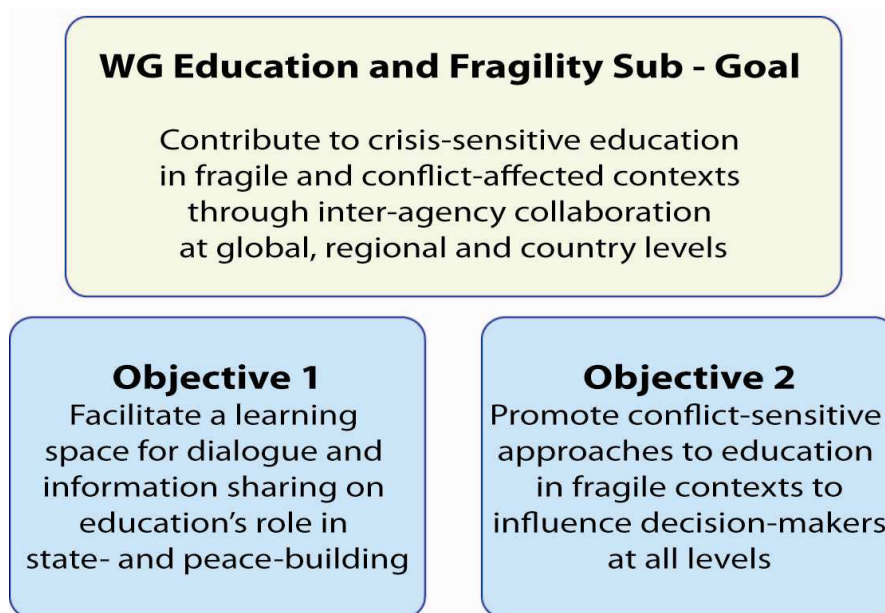 WG Education and Fragility Sub - Goal
Contribute to crisis-sensitive education
in fragile and conflict-affected contexts
through inter-agency collaboration
at global, regional and country levels
Objective 1
Facilitate a learning
space for dialogue and
information sharing on
education’s role in
state- and peace-building
Objective 2
Promote conflict-sensitive
approaches to education
in fragile contexts to
influence decision-makers
at all levels